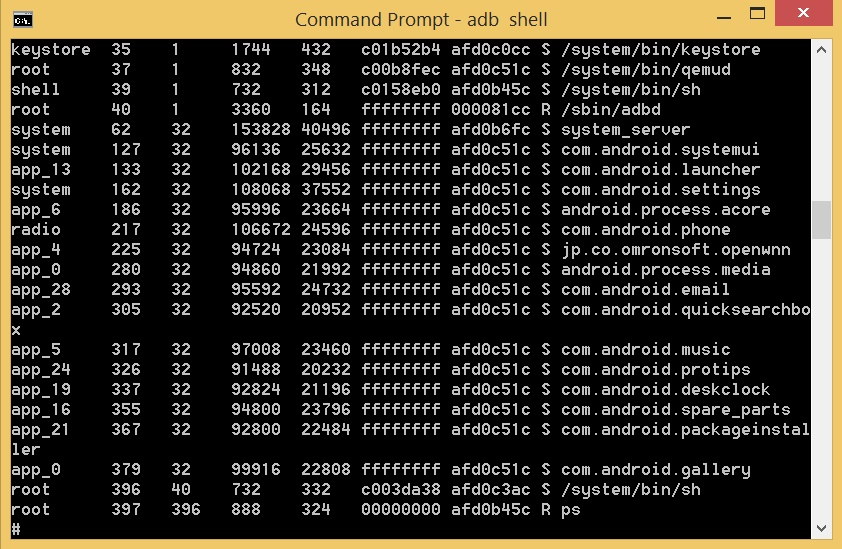 Command Prompt - adb  shell
keystore  35    1     1744   432   c01b52b4 afd0c0cc S /system/bin/keystore
root      37    1     832    348   c00b8fec afd0c51c S /system/bin/qemud
shell     39    1     732    312   c0158eb0 afd0b45c S /system/bin/sh
root      40    1     3360   164   ffffffff 000081cc R /sbin/adbd
system    62    32    153828 40496 ffffffff afd0b6fc S system_server
system    127   32    96136  25632 ffffffff afd0c51c S com.android.systemui
app_13    133   32    102168 29456 ffffffff afd0c51c S com.android.launcher
system    162   32    108068 37552 ffffffff afd0c51c S com.android.settings
app_6     186   32    95996  23664 ffffffff afd0c51c S android.process.acore
radio     217   32    106672 24596 ffffffff afd0c51c S com.android.phone
app_4     225   32    94724  23084 ffffffff afd0c51c S jp.co.omronsoft.openwnn
app_0     280   32    94860  21992 ffffffff afd0c51c S android.process.media
app_28    293   32    95592  24732 ffffffff afd0c51c S com.android.email
app_2     305   32    92520  20952 ffffffff afd0c51c S com.android.quicksearchbo
x
app_5     317   32    97008  23460 ffffffff afd0c51c S com.android.music
app_24    326   32    91488  20232 ffffffff afd0c51c S com.android.protips
app_19    337   32    92824  21196 ffffffff afd0c51c S com.android.deskclock
app_16    355   32    94800  23796 ffffffff afd0c51c S com.android.spare_parts
app_21    367   32    92800  22484 ffffffff afd0c51c S com.android.packageinstal
ler
app_0     379   32    99916  22808 ffffffff afd0c51c S com.android.gallery
root      396   40    732    332   c003da38 afd0c3ac S /system/bin/sh
root      397   396   888    324   00000000 afd0b45c R ps
#